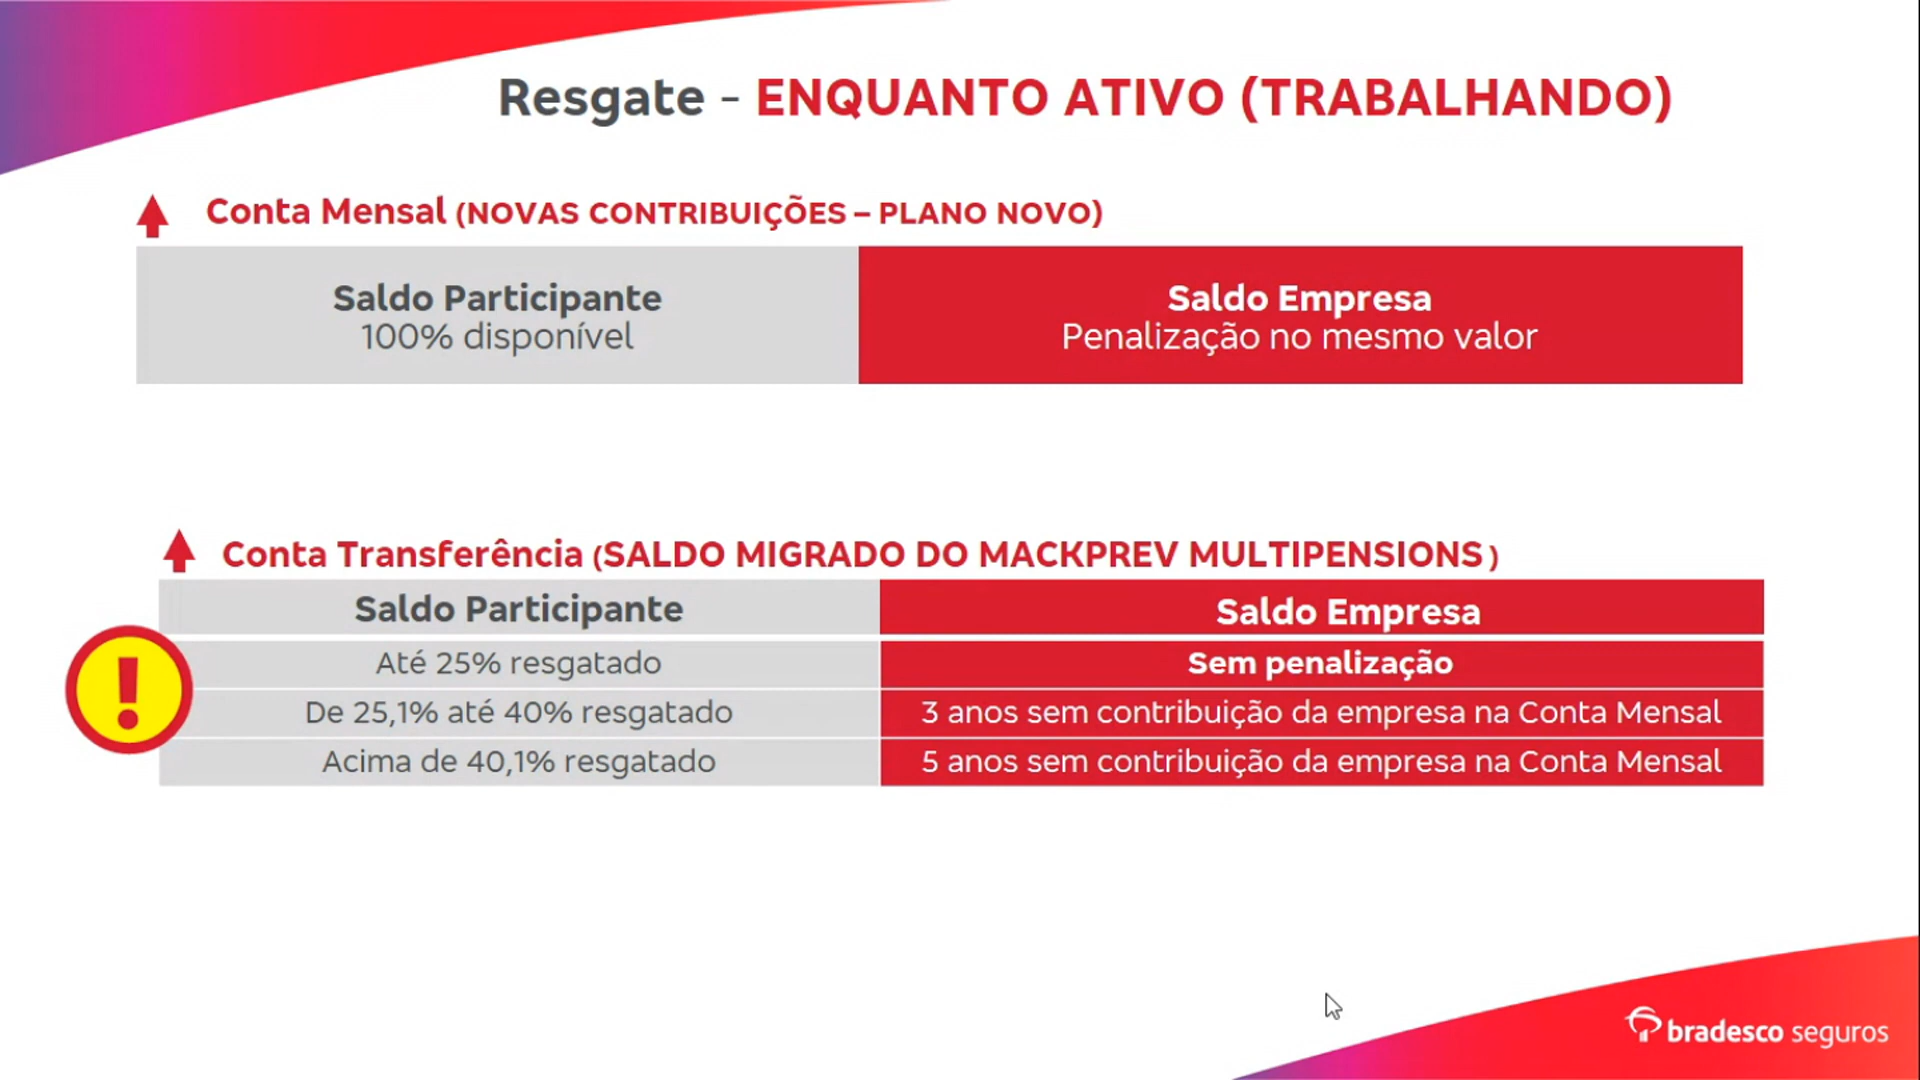 Resgate - ENQUANTO ATIVO (TRABALHANDO)
Conta Mensal (NOVAS CONTRIBUIÇÕES – PLANO NOVO)
Saldo Participante
100% disponível
Saldo Empresa
Penalização no mesmo valor
Conta Transferência (SALDO MIGRADO DO MACKPREV MULTIPENSIONS )
Saldo Participante
Saldo Empresa
Até 25% resgatado
Sem penalização
De 25,1% até 40% resgatado
3 anos sem contribuição da empresa na Conta Mensal
Acima de 40,1% resgatado
5 anos sem contribuição da empresa na Conta Mensal
!
bradesco seguros